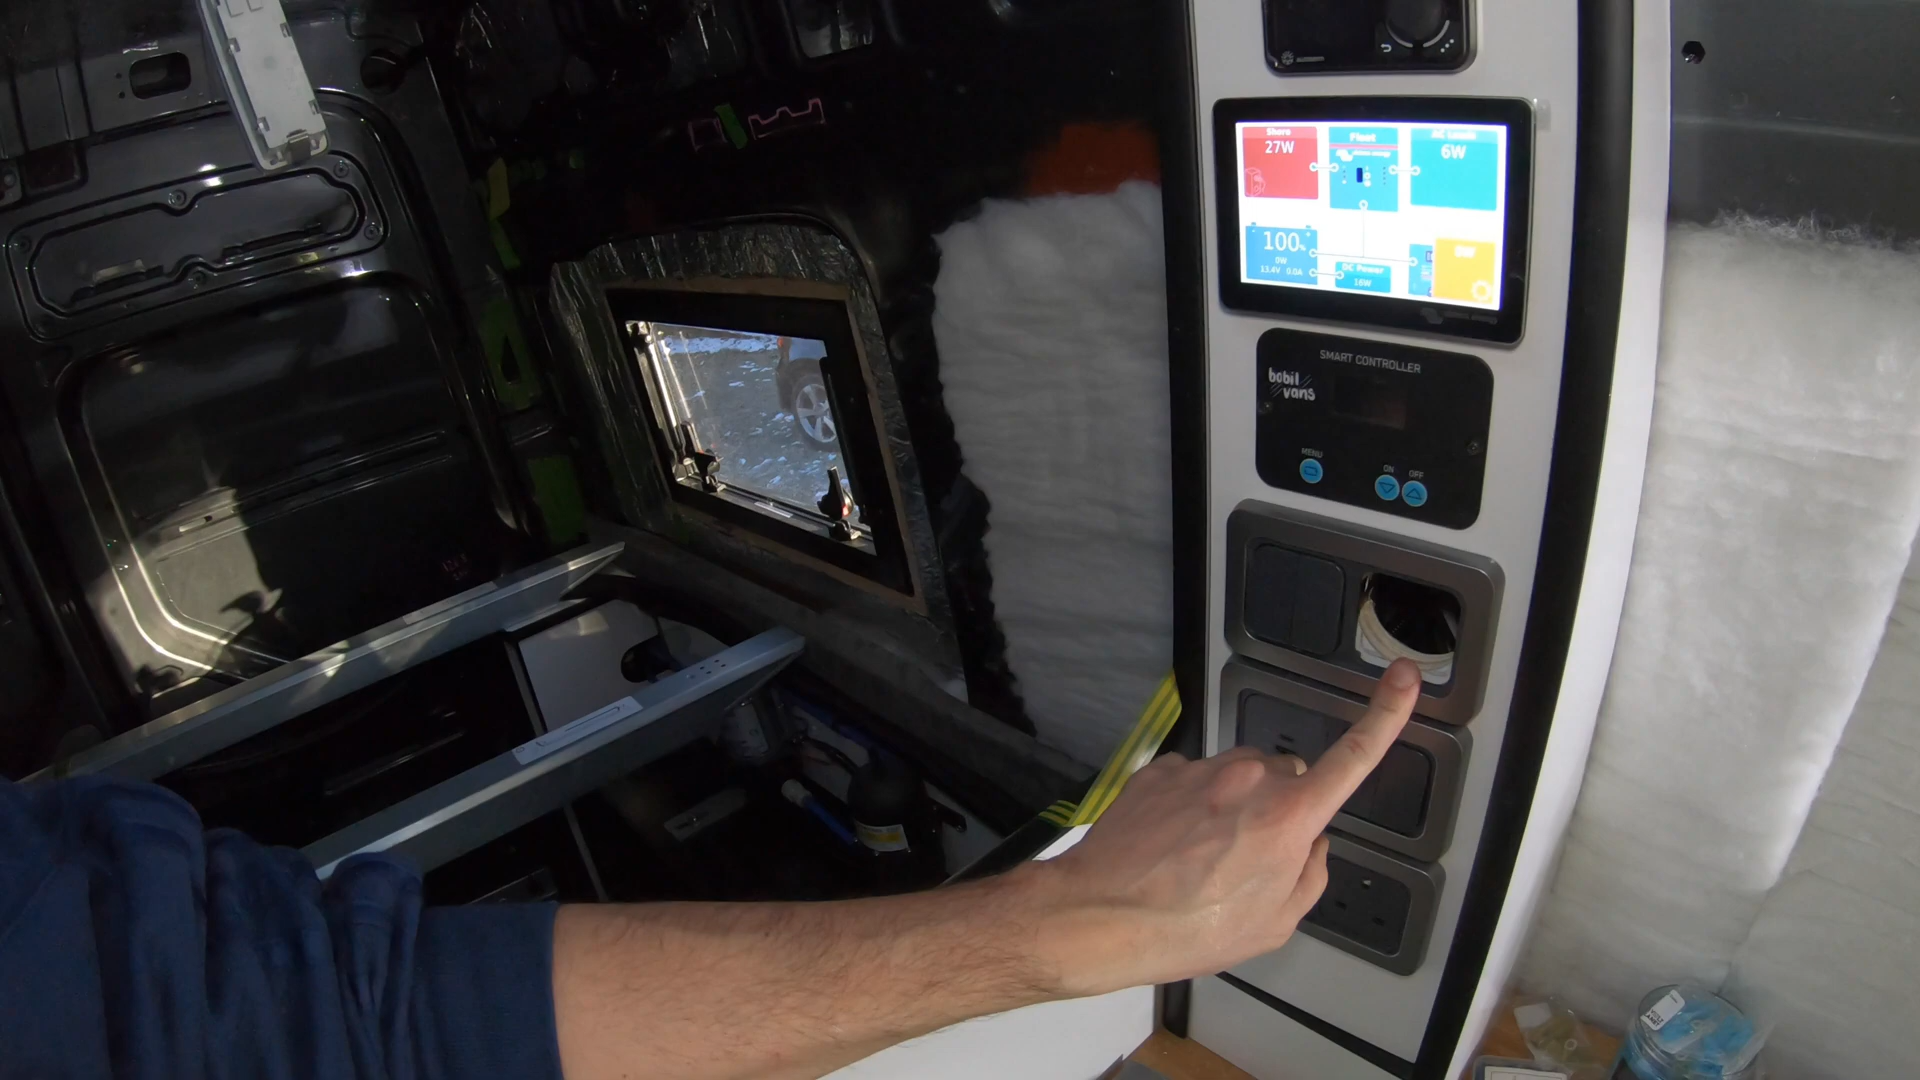 Shore
27W
Float
AC Loads
6W
100%
0W
13.4V 0.0A
DC Power
16W
SMART CONTROLLER
bobil
vans
MENU
ON
OFF